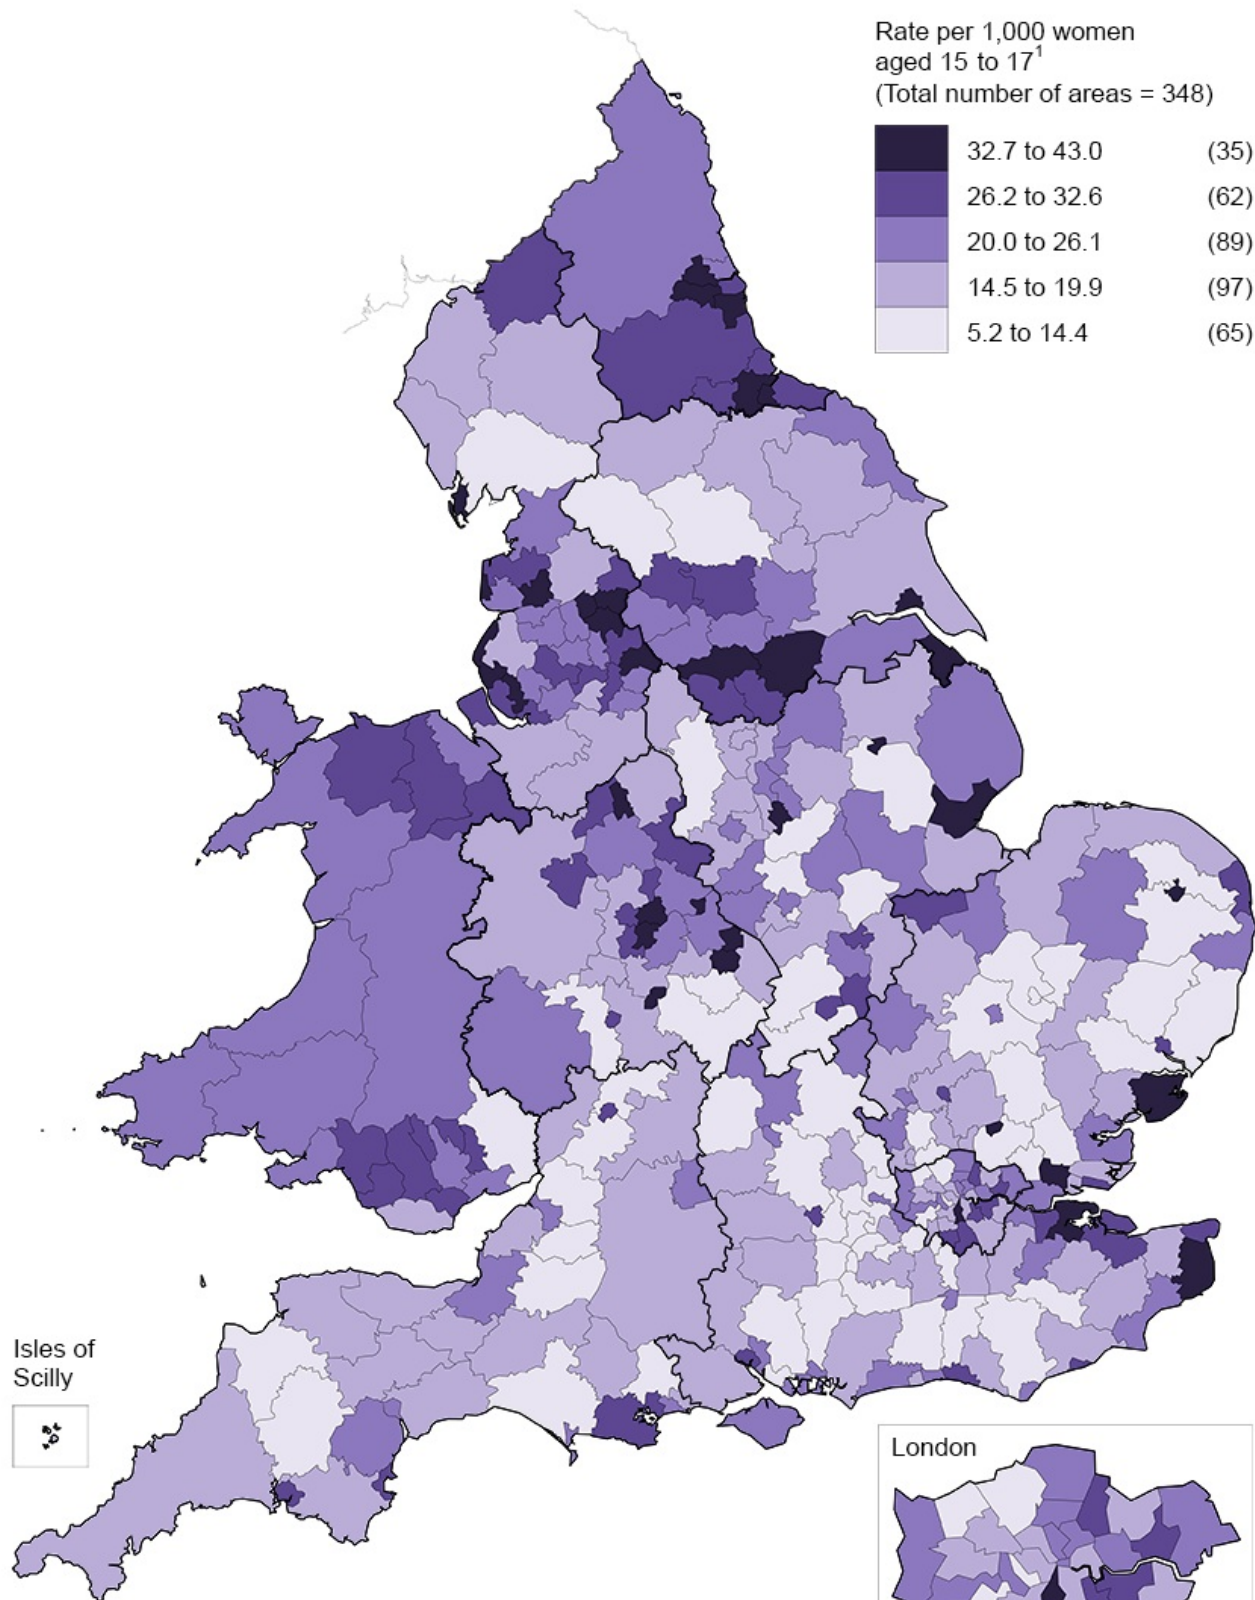 Rate per 1,000 women
aged 15 to 17¹
(Total number of areas = 348)
32.7 to 43.0 (35)
26.2 to 32.6 (62)
20.0 to 26.1 (89)
14.5 to 19.9 (97)
5.2 to 14.4 (65)
Isles of
Scilly
London